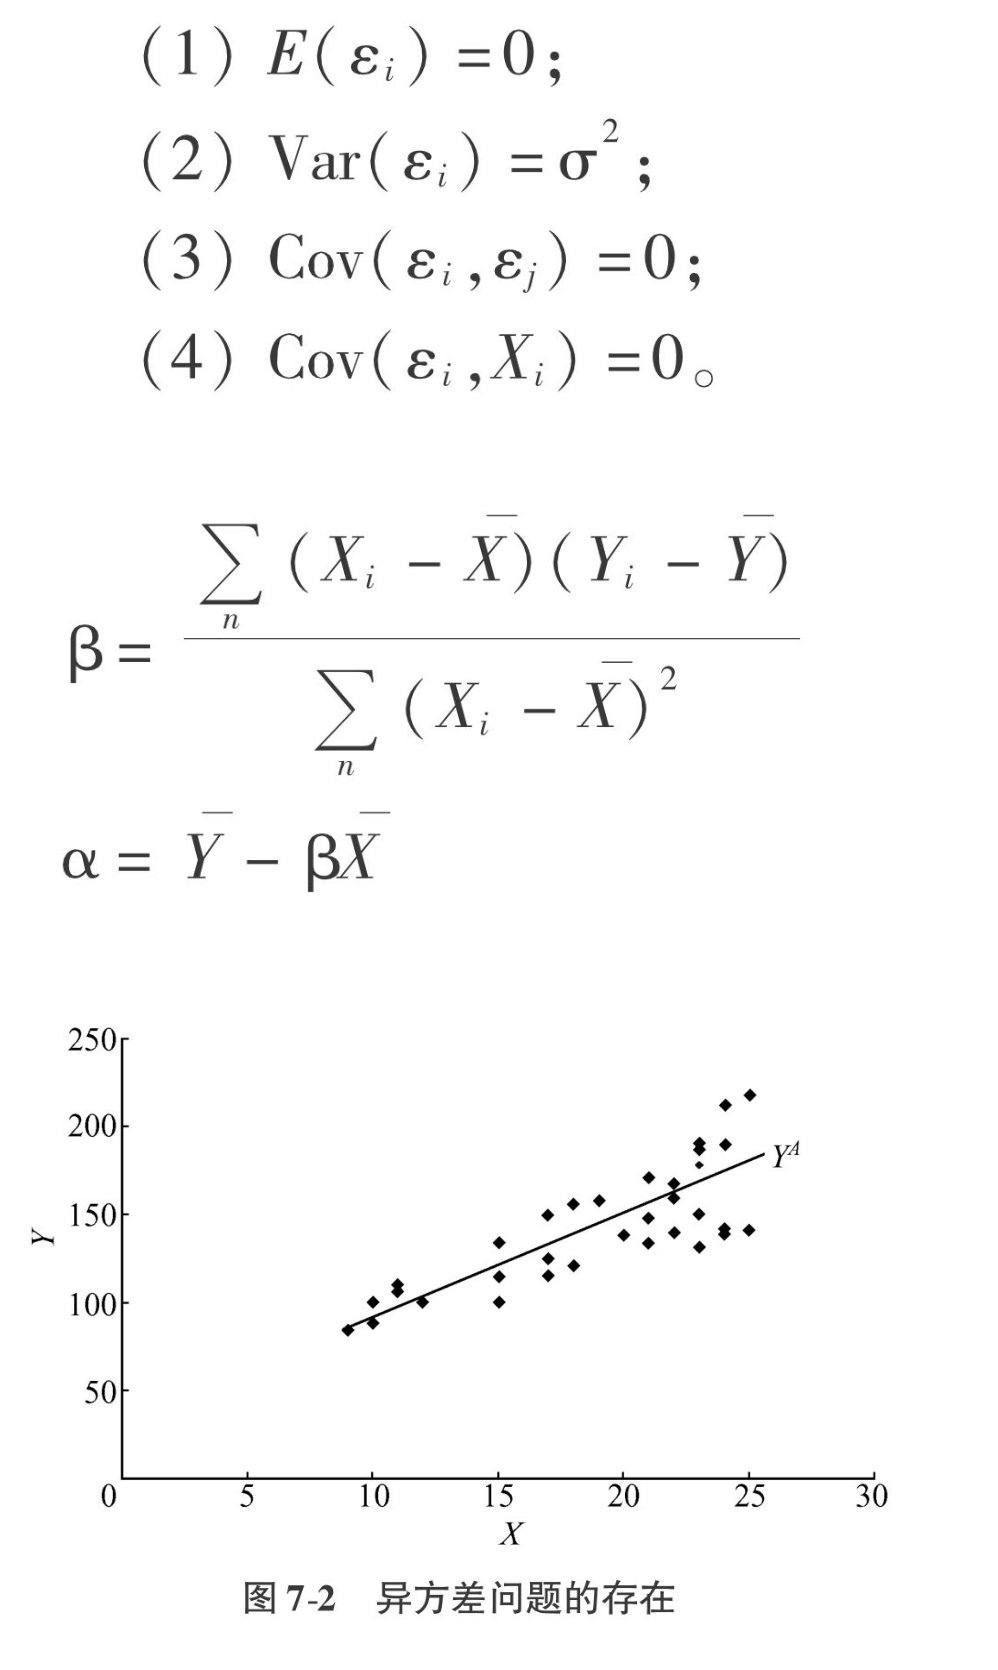 (1) E(εᵢ) =0;
(2) Var(εᵢ) =σ²;
(3) Cov(εᵢ,εⱼ) =0;
(4) Cov(εᵢ,Xᵢ) =0。
β= ∑ₙ (Xᵢ − X̄)(Yᵢ − Ȳ) / ∑ₙ (Xᵢ − X̄)²
α= Ȳ − βX̄
250
200
150
100
50
0
Y
Yᴬ
5 10 15 20 25 30
X
图 7-2 异方差问题的存在